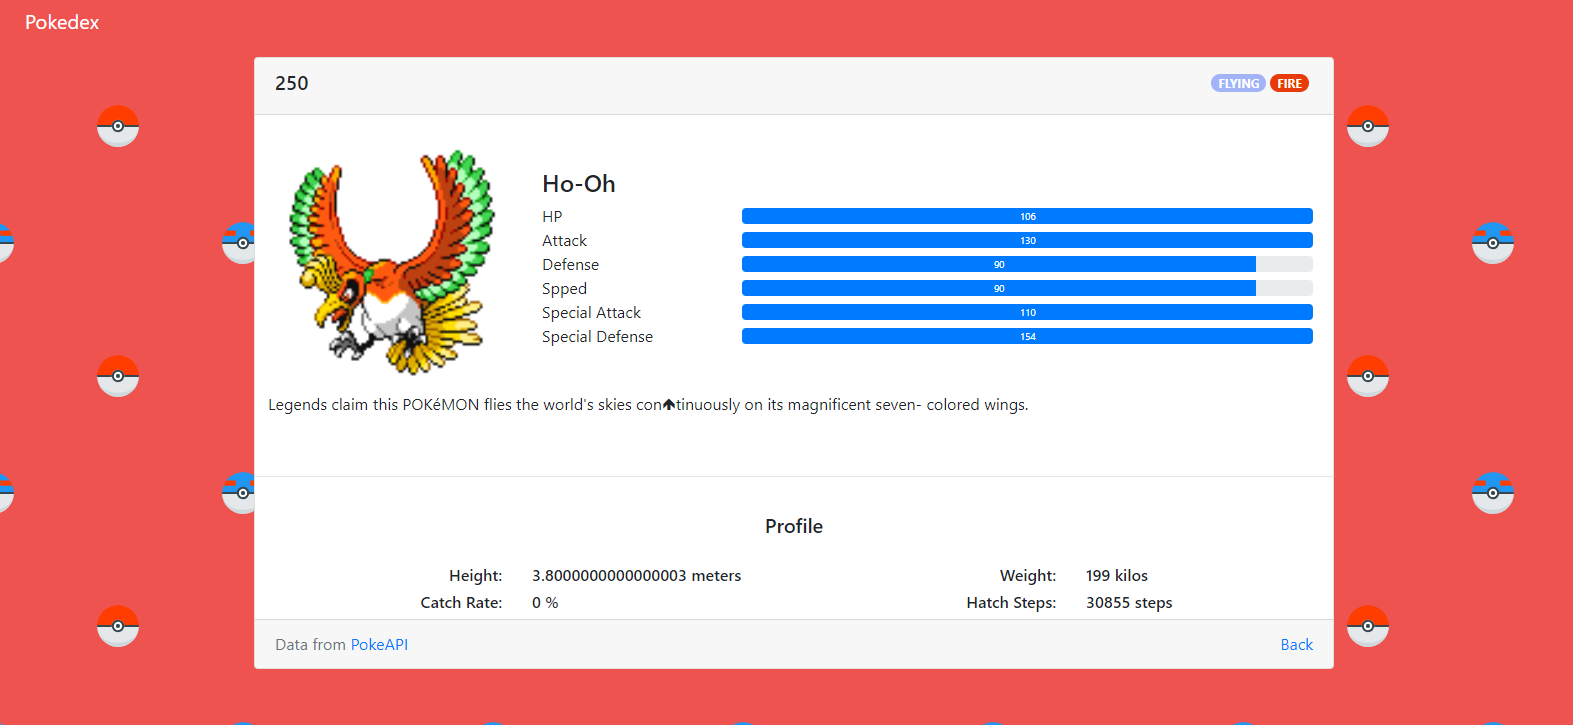 Pokedex
250 FLYING FIRE
Ho-Oh
HP 106
Attack 130
Defense 90
Spped 90
Special Attack 110
Special Defense 154
Legends claim this POKéMON flies the world's skies con🡅tinuously on its magnificent seven- colored wings.
Profile
Height: 3.8000000000000003 meters Weight: 199 kilos
Catch Rate: 0 % Hatch Steps: 30855 steps
Data from PokeAPI Back